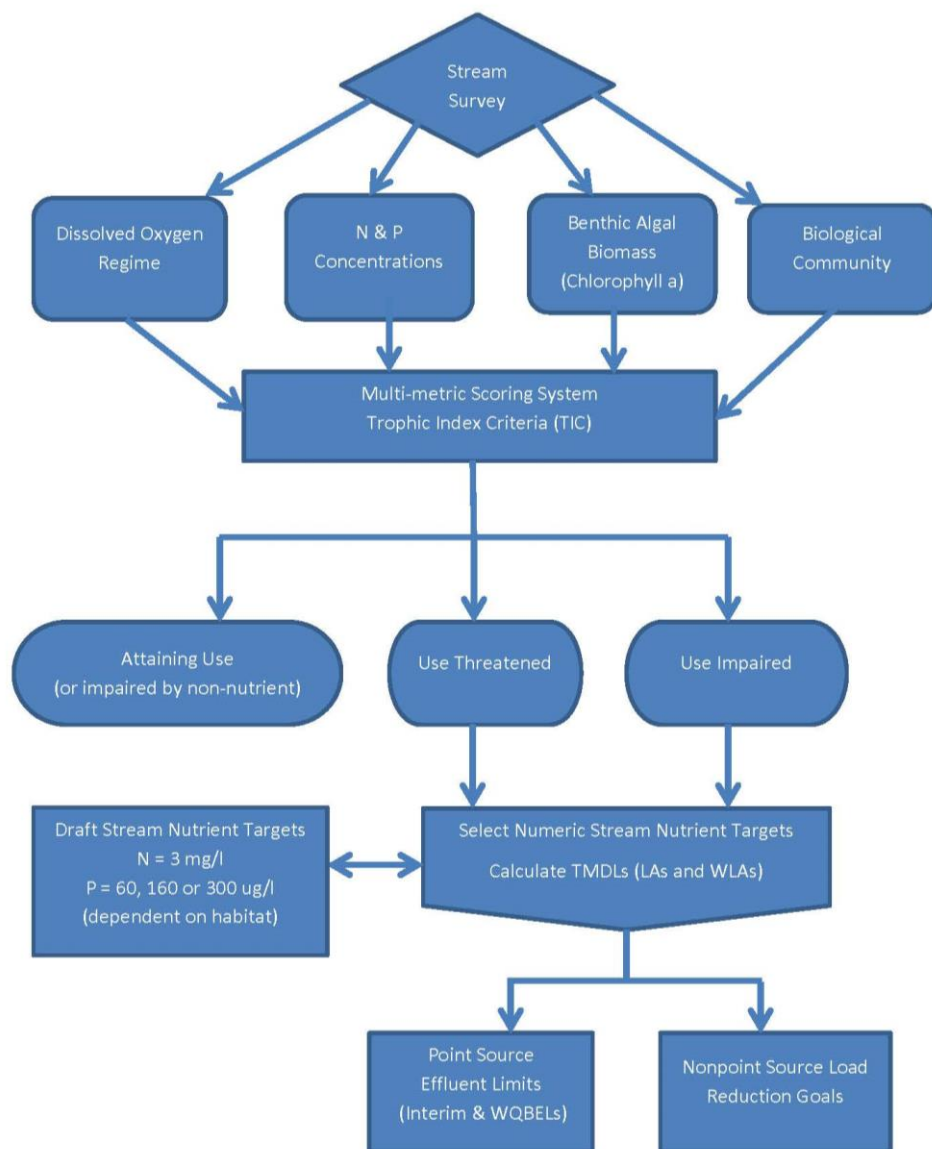 Stream
Survey
Dissolved Oxygen
Regime
N & P
Concentrations
Benthic Algal
Biomass
(Chlorophyll a)
Biological
Community
Multi-metric Scoring System
Trophic Index Criteria (TIC)
Attaining Use
(or impaired by non-nutrient)
Use Threatened
Use Impaired
Draft Stream Nutrient Targets
N = 3 mg/l
P = 60, 160 or 300 ug/l
(dependent on habitat)
Select Numeric Stream Nutrient Targets
Calculate TMDLs (LAs and WLAs)
Point Source
Effluent Limits
(Interim & WQBELs)
Nonpoint Source Load
Reduction Goals